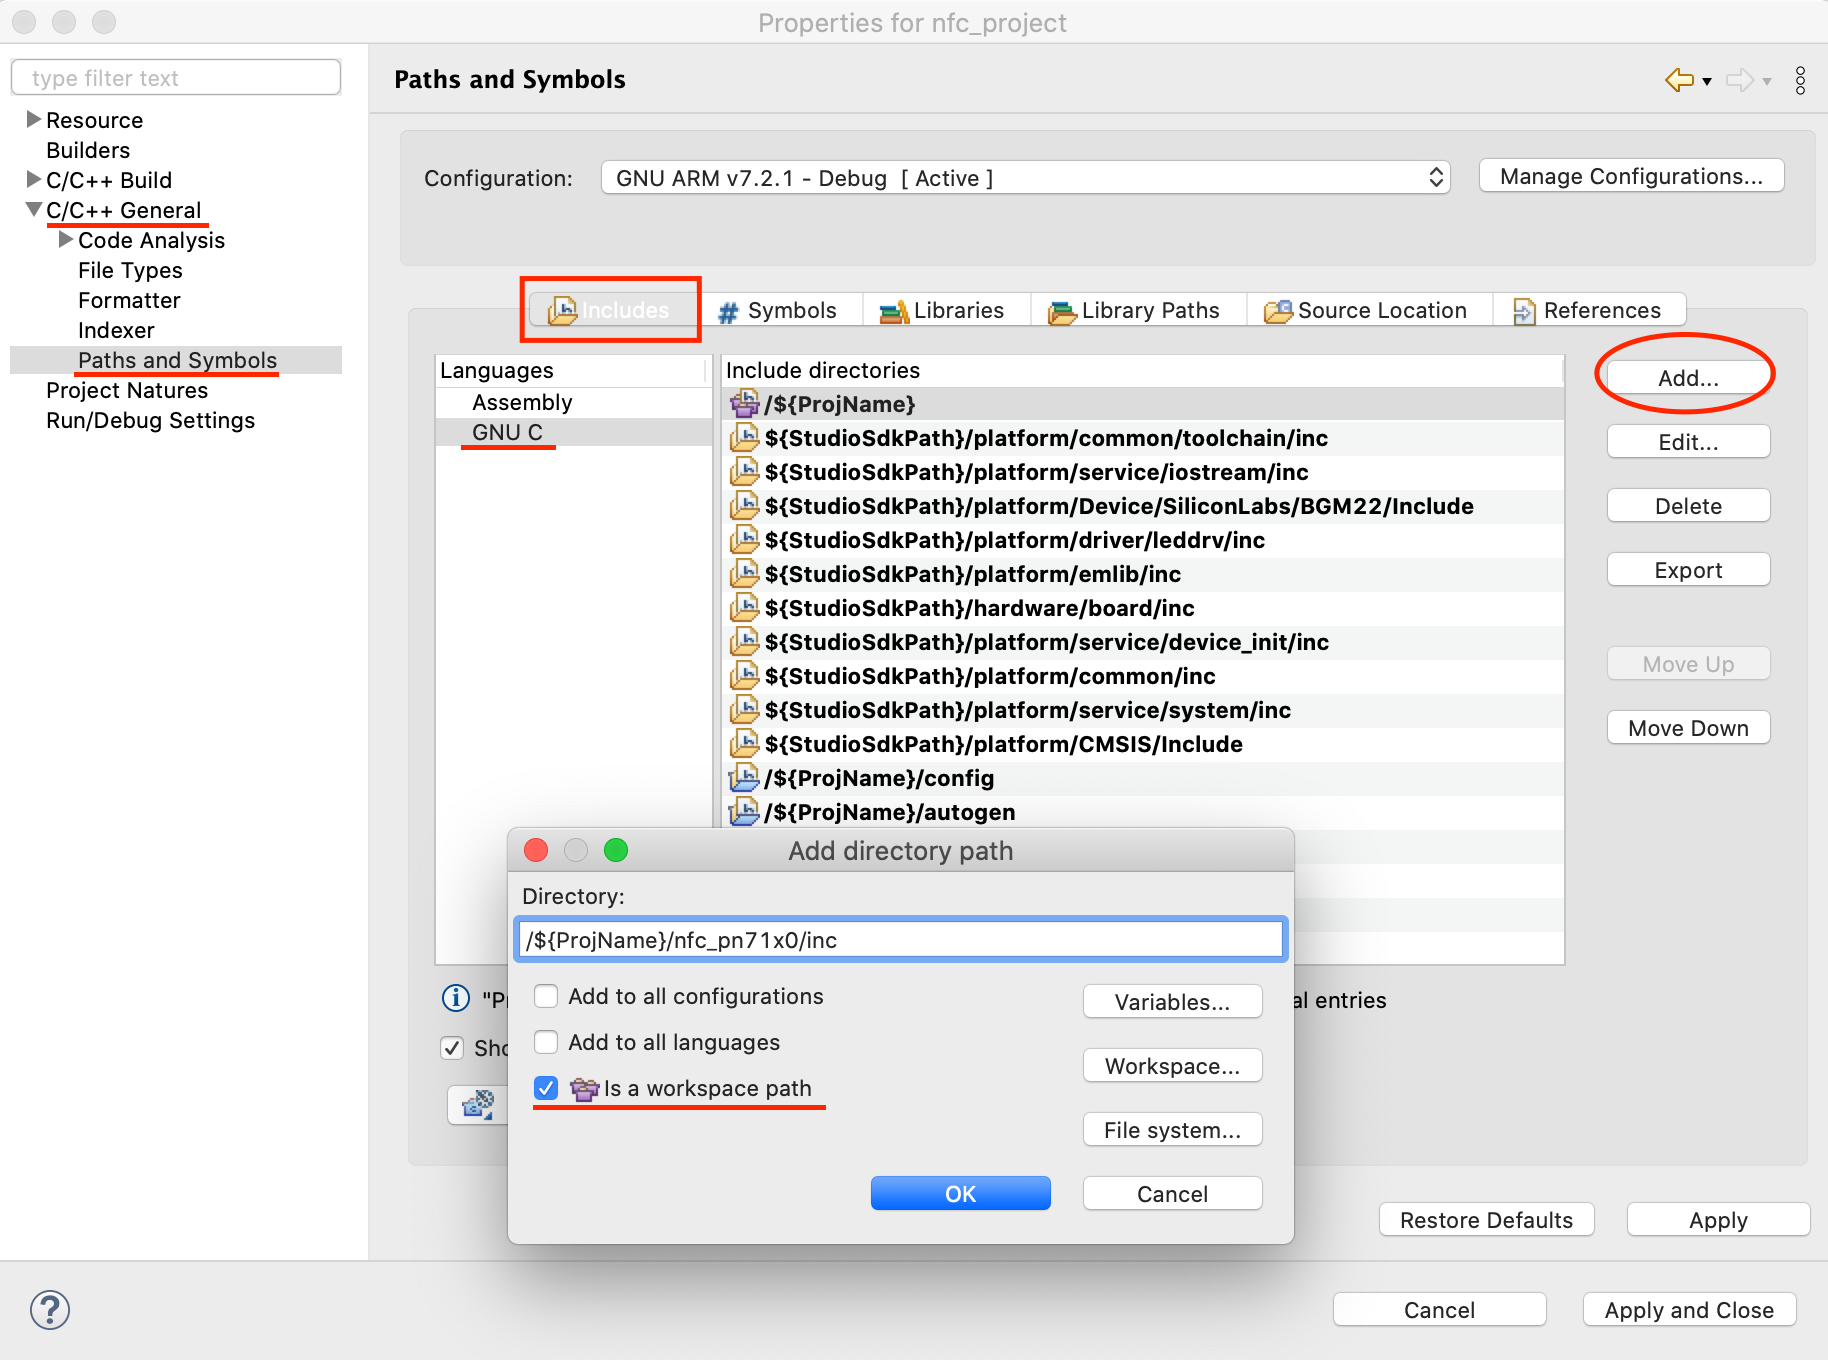 Properties for nfc_project
type filter text
Resource
Builders
C/C++ Build
C/C++ General
Code Analysis
File Types
Formatter
Indexer
Paths and Symbols
Project Natures
Run/Debug Settings
Paths and Symbols
Configuration:
GNU ARM v7.2.1 - Debug [ Active ]
Manage Configurations...
Includes
# Symbols
Libraries
Library Paths
Source Location
References
Languages
Assembly
GNU C
Include directories
/${ProjName}
${StudioSdkPath}/platform/common/toolchain/inc
${StudioSdkPath}/platform/service/iostream/inc
${StudioSdkPath}/platform/Device/SiliconLabs/BGM22/Include
${StudioSdkPath}/platform/driver/leddrv/inc
${StudioSdkPath}/platform/emlib/inc
${StudioSdkPath}/hardware/board/inc
${StudioSdkPath}/platform/service/device_init/inc
${StudioSdkPath}/platform/common/inc
${StudioSdkPath}/platform/service/system/inc
${StudioSdkPath}/platform/CMSIS/Include
/${ProjName}/config
/${ProjName}/autogen
Add...
Edit...
Delete
Export
Move Up
Move Down
Add directory path
Directory:
/${ProjName}/nfc_pn71x0/inc
Add to all configurations
Add to all languages
Is a workspace path
Variables...
Workspace...
File system...
OK
Cancel
entries
Restore Defaults
Apply
?
Cancel
Apply and Close